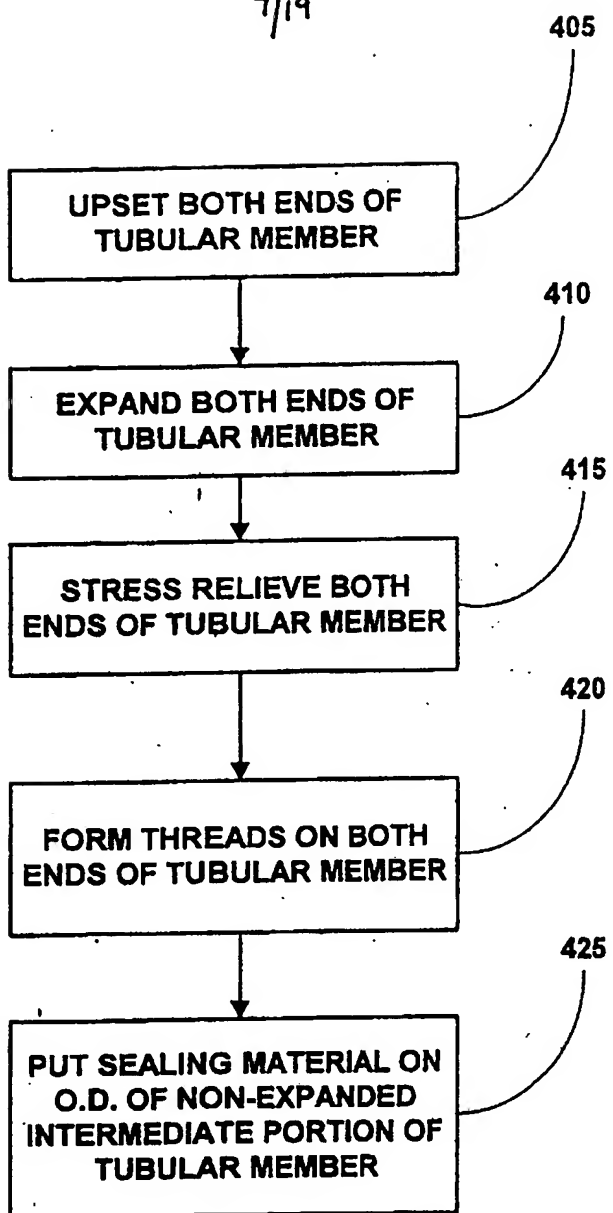 7/19
405
UPSET BOTH ENDS OF
TUBULAR MEMBER
410
EXPAND BOTH ENDS OF
TUBULAR MEMBER
415
STRESS RELIEVE BOTH
ENDS OF TUBULAR MEMBER
420
FORM THREADS ON BOTH
ENDS OF TUBULAR MEMBER
425
PUT SEALING MATERIAL ON
O.D. OF NON-EXPANDED
INTERMEDIATE PORTION OF
TUBULAR MEMBER